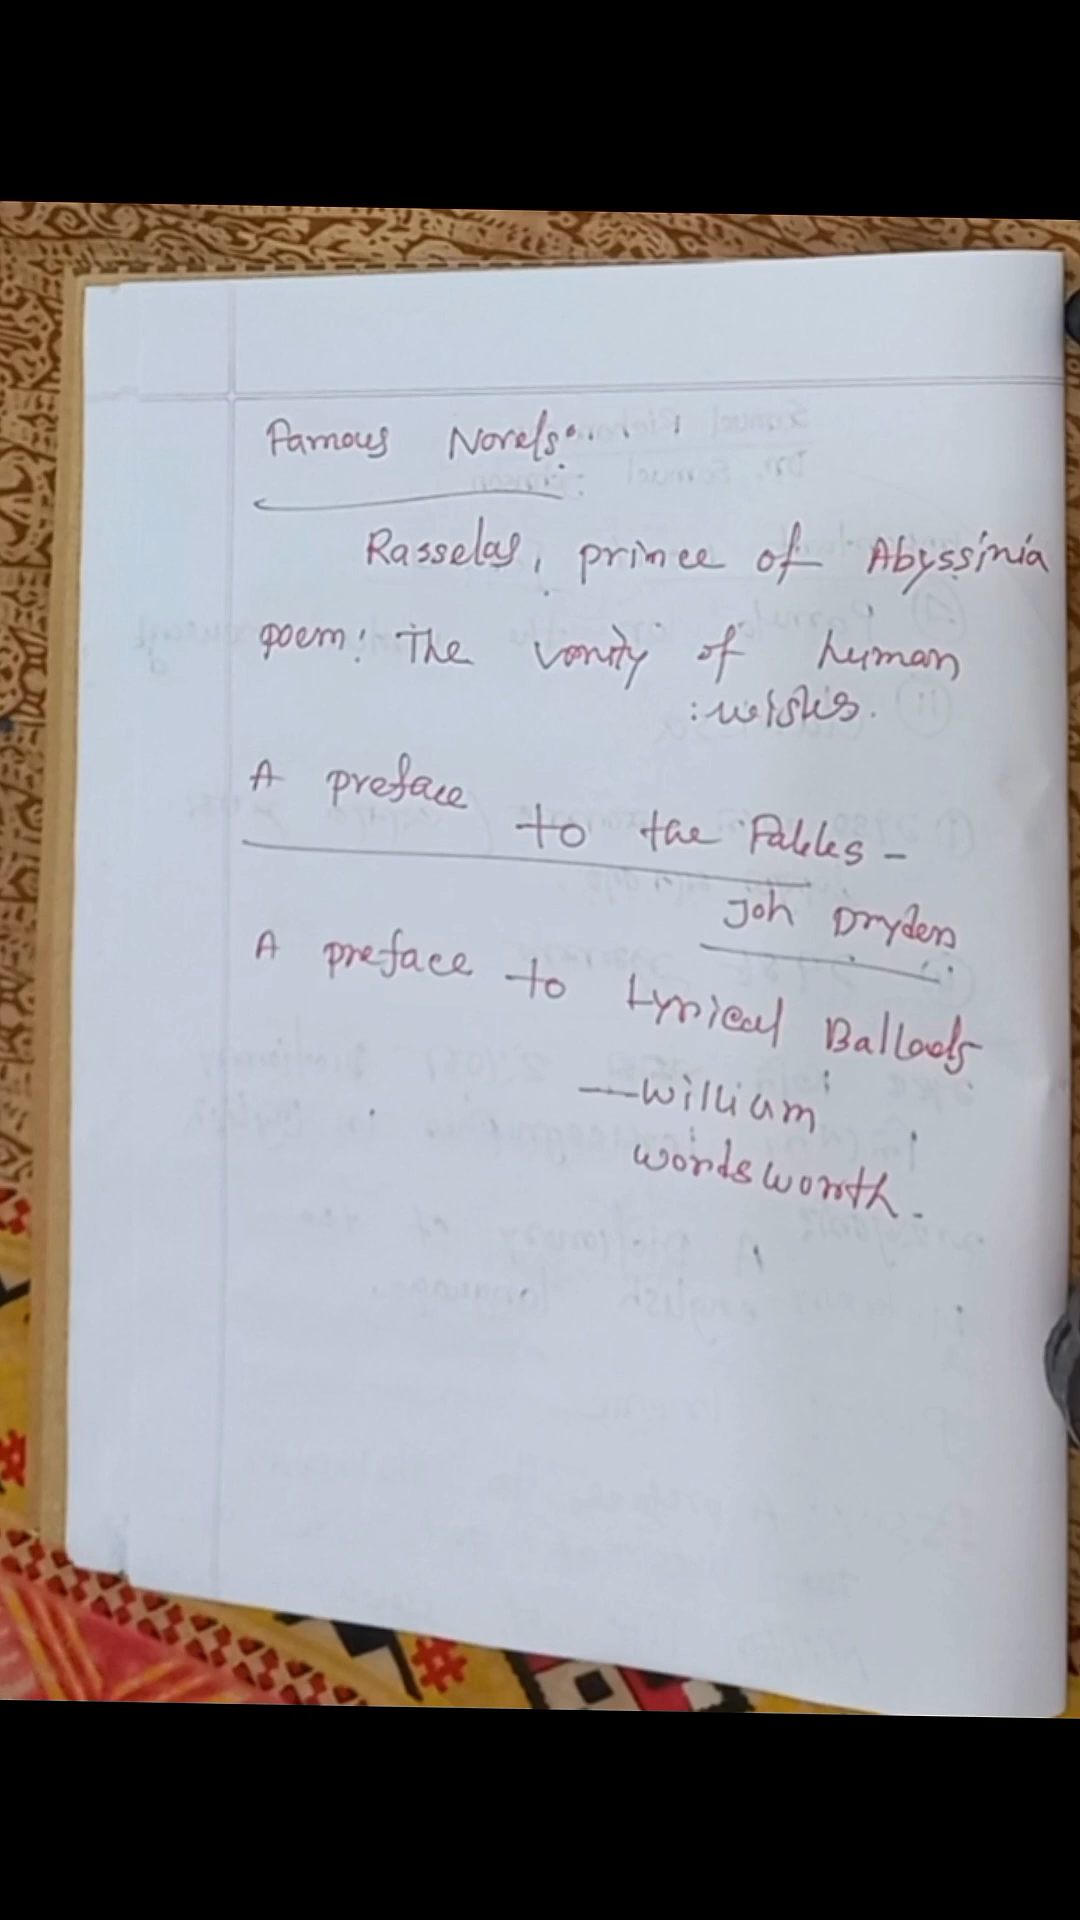 Famous Novels:
Rasselas, prince of Abyssinia
poem: The vanity of human
wishes.
A preface to the Fables -
Joh Dryden
A preface to Lyrical Ballads
— William
wordsworth.